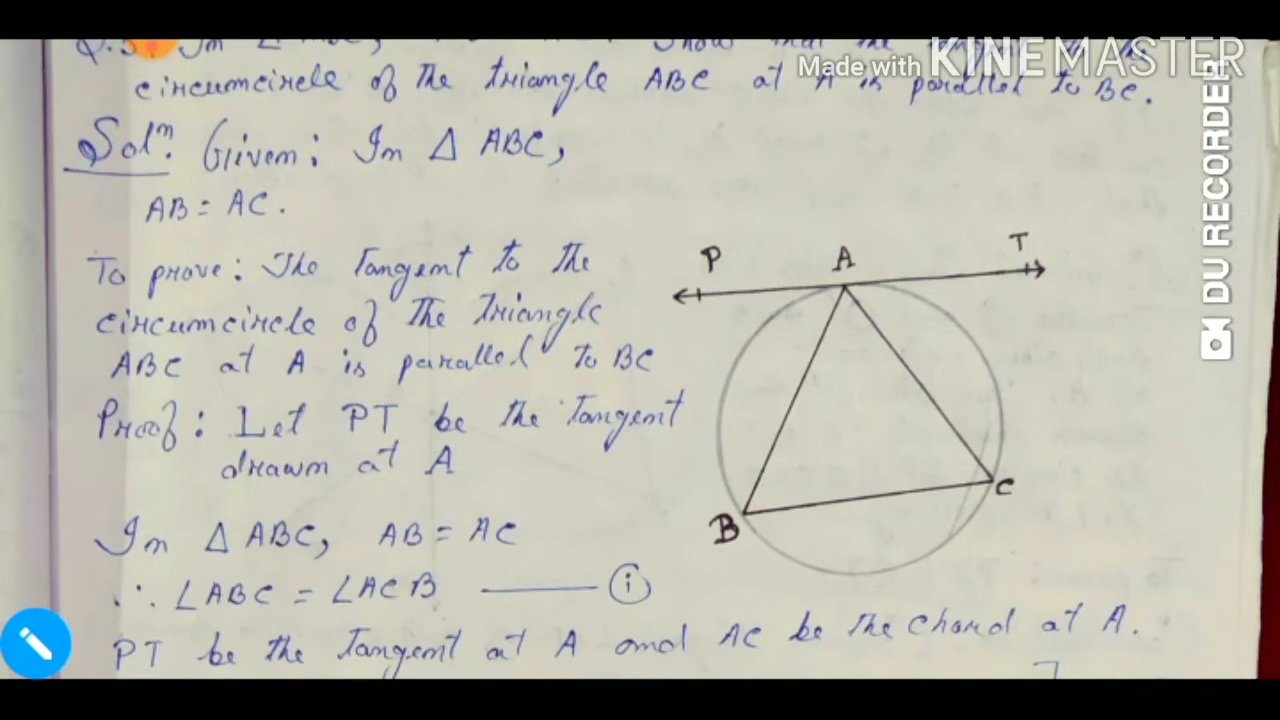 circumcircle of the triangle ABC at A is parallel to BC.
Made with KINEMASTER
DU RECORDER
Solⁿ. Given: In △ ABC,
AB = AC.
To prove: The Tangent to the
circumcircle of the Triangle
ABC at A is parallel To BC
Proof: Let PT be the Tangent
drawn at A
P A T
B C
In △ ABC, AB = AC
∴ ∠ABC = ∠ACB —— (i)
PT be the Tangent at A and AC be the chord at A.